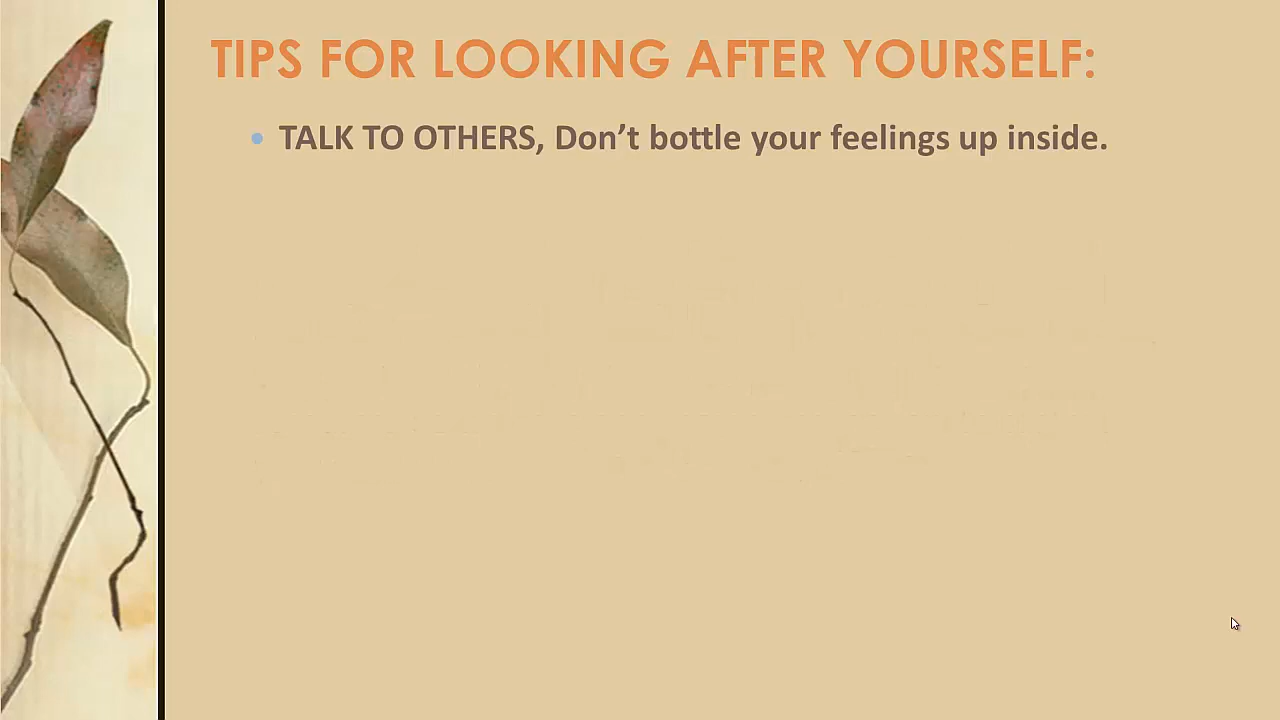 TIPS FOR LOOKING AFTER YOURSELF:
• TALK TO OTHERS, Don’t bottle your feelings up inside.